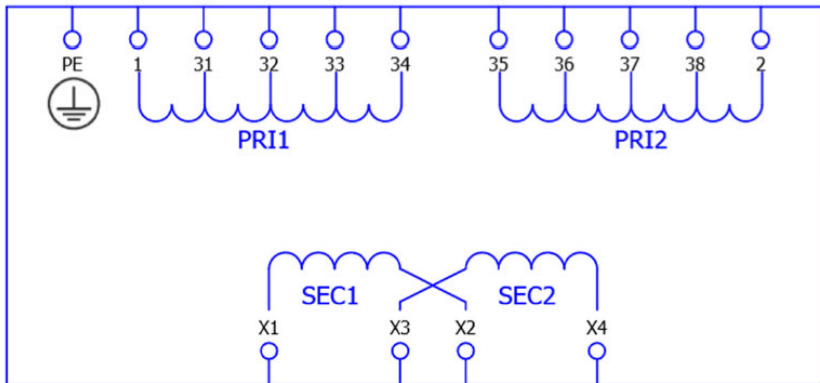 PE 1 31 32 33 34 35 36 37 38 2
PRI1 PRI2
SEC1 SEC2
X1 X3 X2 X4